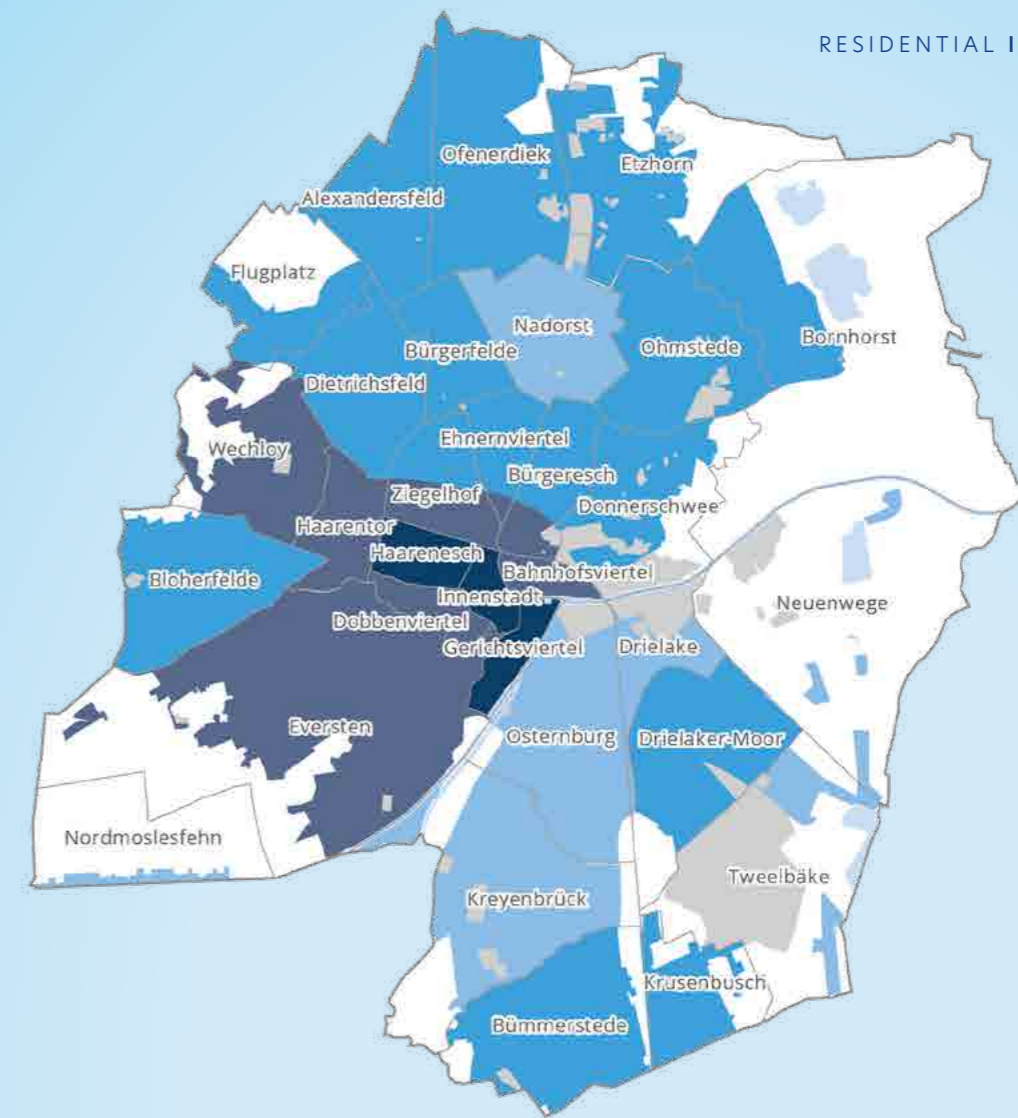 RESIDENTIAL I
Ofenerdiek
Etzhorn
Alexandersfeld
Flugplatz
Nadorst
Bornhorst
Bürgerfelde
Ohmstede
Dietrichsfeld
Ehnernviertel
Wechloy
Bürgeresch
Ziegelhof
Donnerschwee
Haarentor
Haarenesch
Bahnhofsviertel
Bloherfelde
Innenstadt
Neuenwege
Dobbenviertel
Gerichtsviertel
Drielake
Eversten
Osternburg
Drielaker-Moor
Nordmoslesfehn
Tweelbäke
Kreyenbrück
Krusenbusch
Bümmerstede